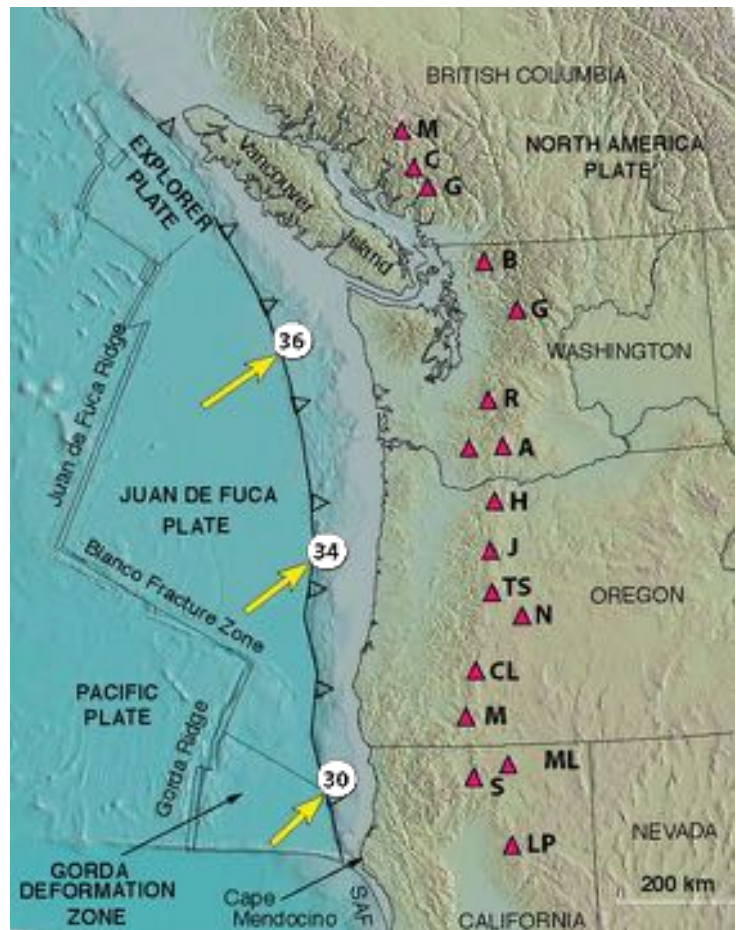 BRITISH COLUMBIA
M
NORTH AMERICA
PLATE
C
G
EXPLORER
PLATE
Vancouver
Island
B
G
36
WASHINGTON
Juan de Fuca Ridge
R
A
JUAN DE FUCA
PLATE
H
34
J
Blanco Fracture Zone
TS
OREGON
N
CL
PACIFIC
PLATE
M
Gorda Ridge
ML
30
S
NEVADA
LP
GORDA
DEFORMATION
ZONE
Cape
Mendocino
SAF
200 km
CALIFORNIA